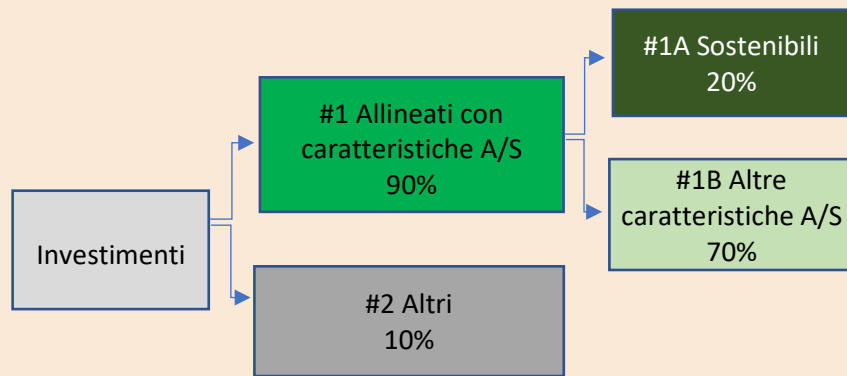 Investimenti
#1 Allineati con
caratteristiche A/S
90%
#2 Altri
10%
#1A Sostenibili
20%
#1B Altre
caratteristiche A/S
70%